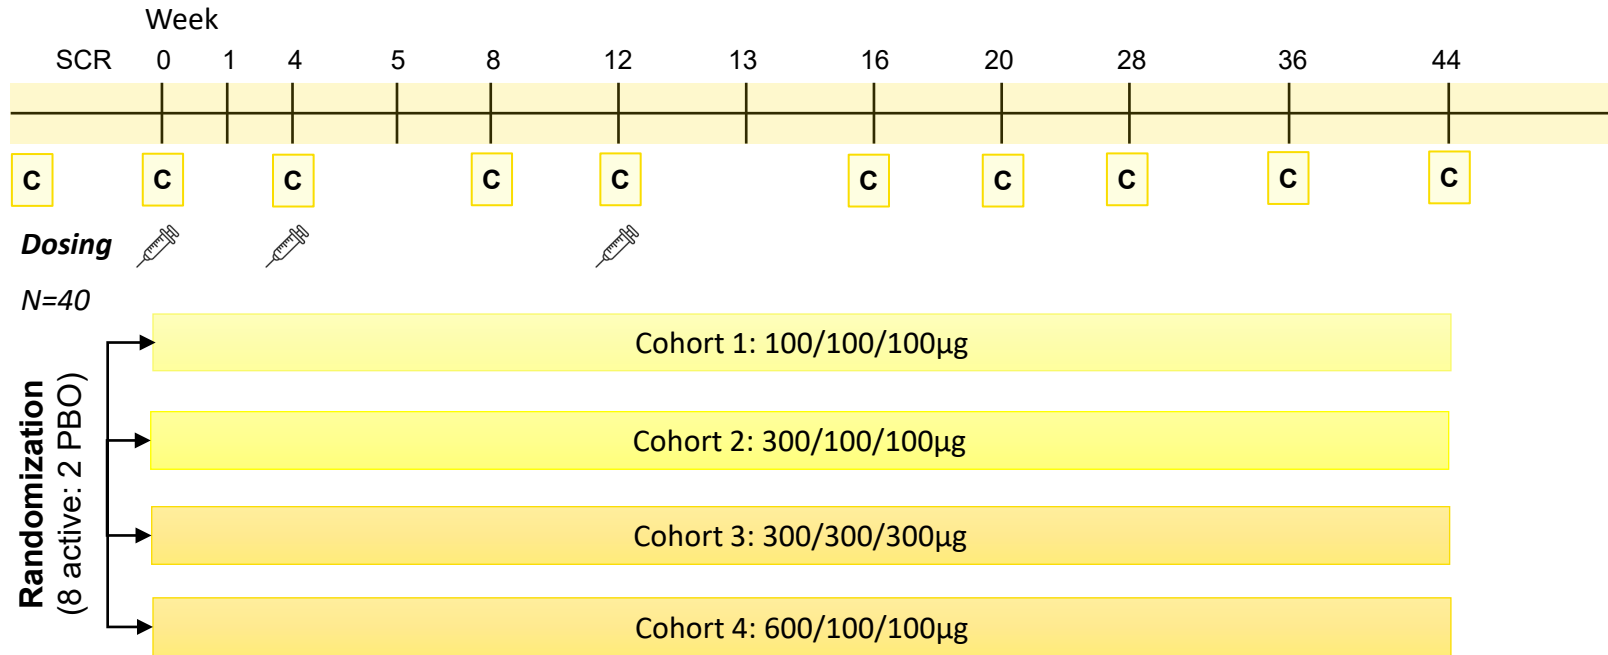 Week
SCR 0 1 4 5 8 12 13 16 20 28 36 44
C C C C C C C C C C
Dosing
N=40
Randomization
(8 active: 2 PBO)
Cohort 1: 100/100/100µg
Cohort 2: 300/100/100µg
Cohort 3: 300/300/300µg
Cohort 4: 600/100/100µg